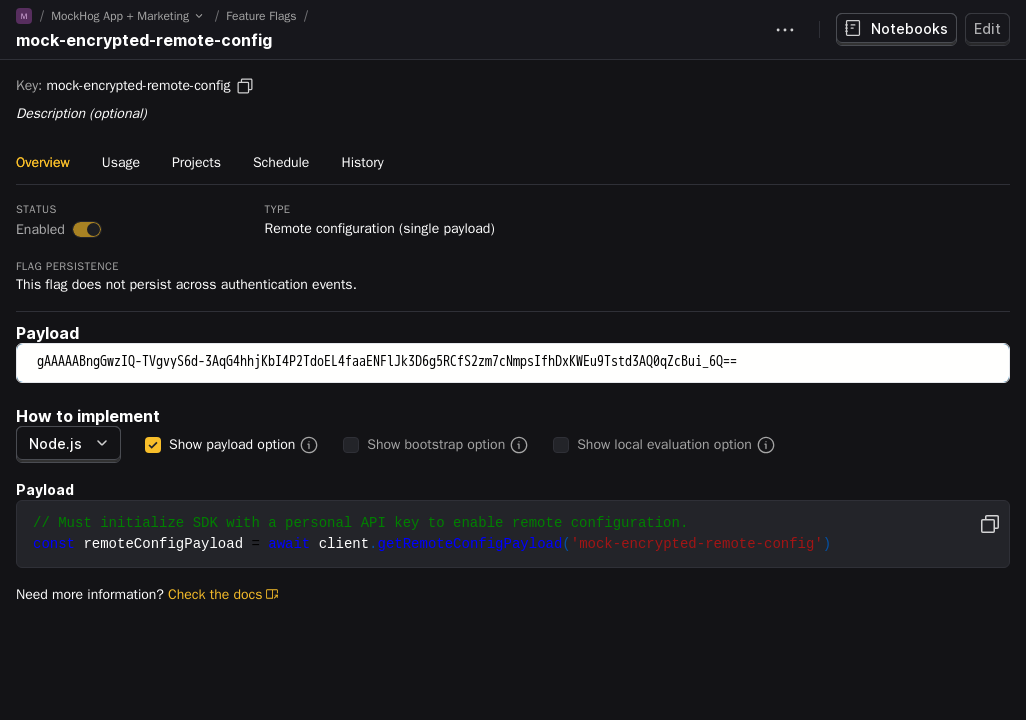 M / MockHog App + Marketing / Feature Flags /
mock-encrypted-remote-config
Notebooks
Edit
Key: mock-encrypted-remote-config
Description (optional)
Overview Usage Projects Schedule History
STATUS TYPE
Enabled Remote configuration (single payload)
FLAG PERSISTENCE
This flag does not persist across authentication events.
Payload
gAAAAABngGwzIQ-TVgvyS6d-3AqG4hhjKbI4P2TdoEL4faaENFlJk3D6g5RCfS2zm7cNmpsIfhDxKWEu9Tstd3AQ0qZcBui_6Q==
How to implement
Node.js Show payload option Show bootstrap option Show local evaluation option
Payload
// Must initialize SDK with a personal API key to enable remote configuration.
const remoteConfigPayload = await client.getRemoteConfigPayload('mock-encrypted-remote-config')
Need more information? Check the docs